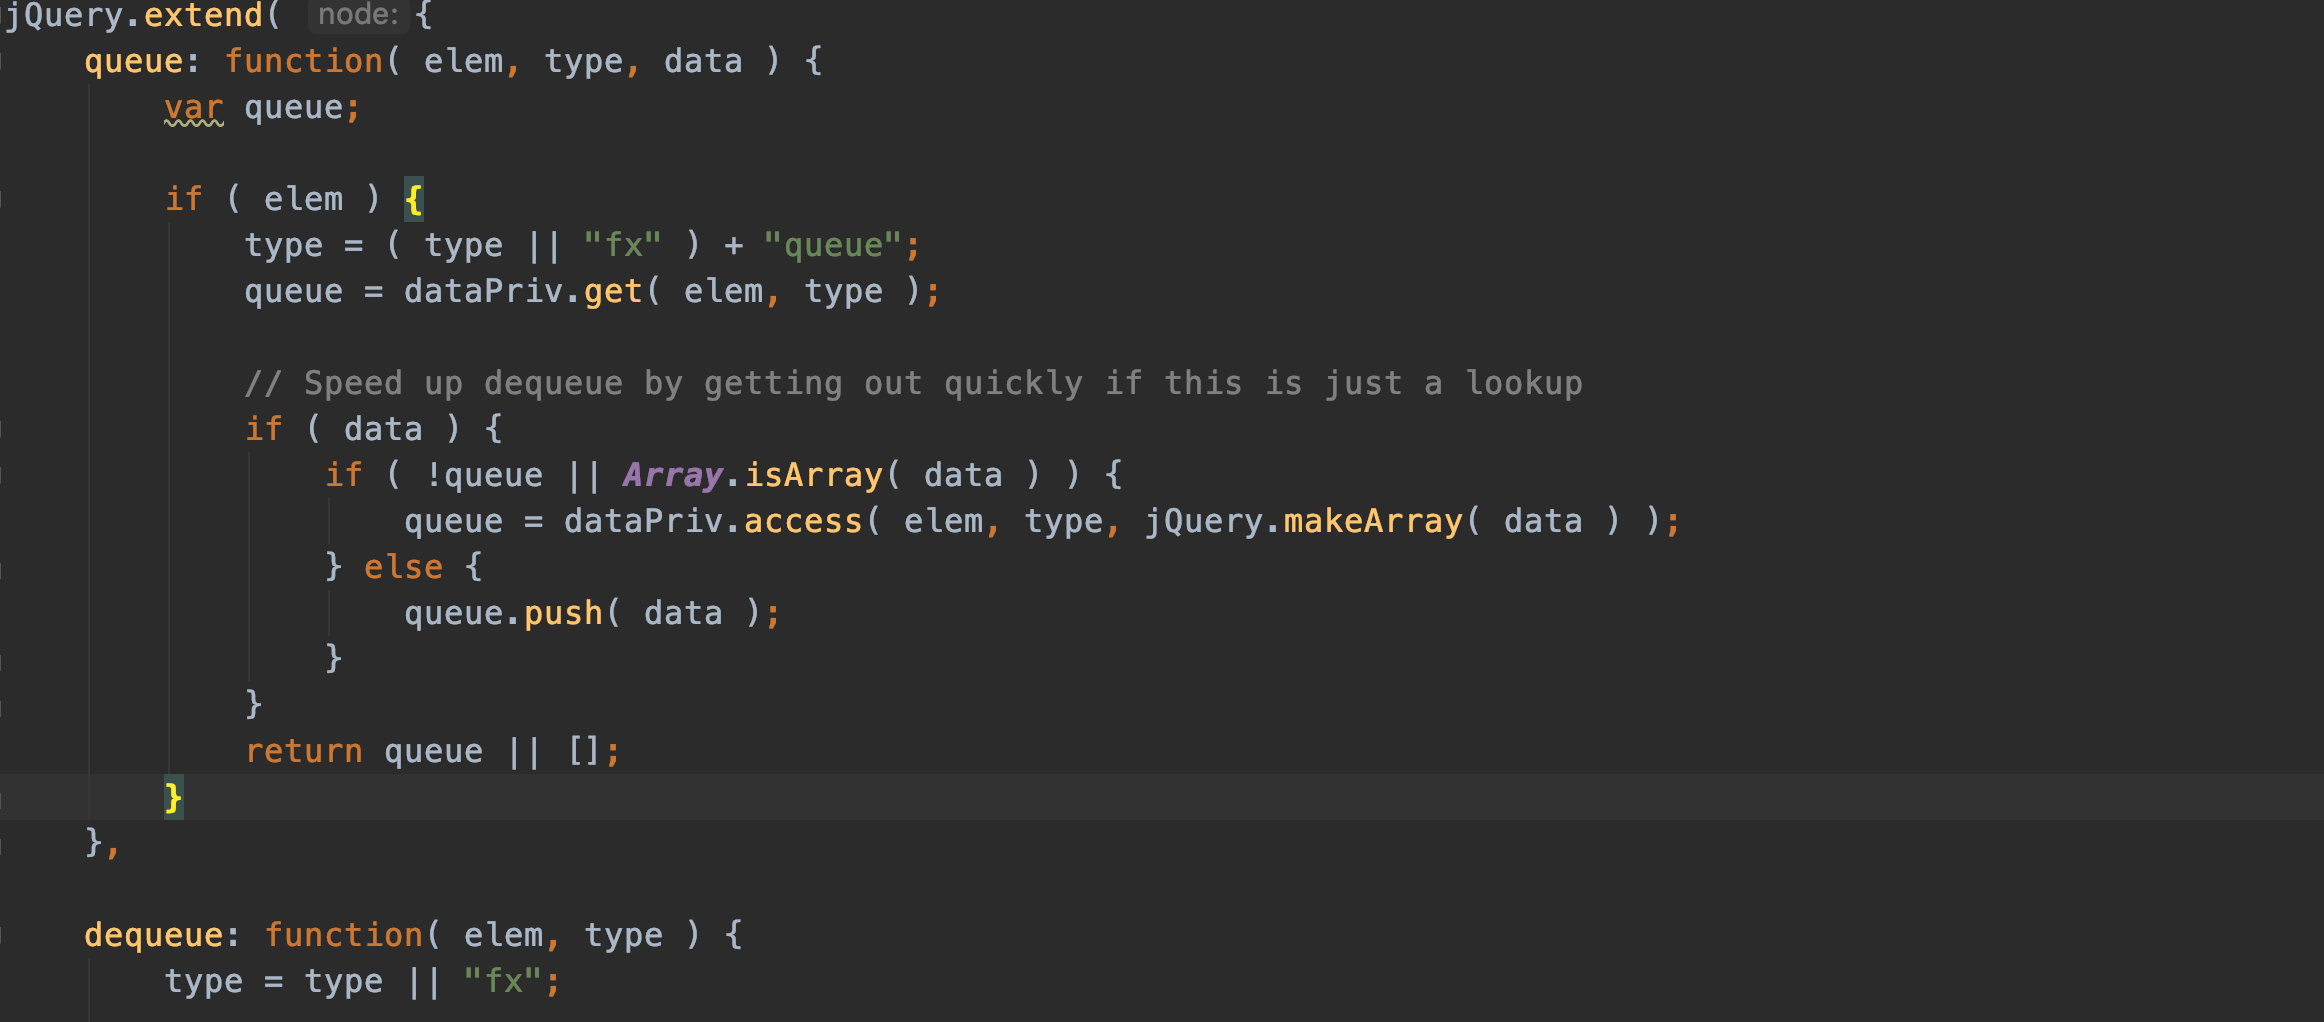 jQuery.extend( node: {
    queue: function( elem, type, data ) {
        var queue;

        if ( elem ) {
            type = ( type || "fx" ) + "queue";
            queue = dataPriv.get( elem, type );

            // Speed up dequeue by getting out quickly if this is just a lookup
            if ( data ) {
                if ( !queue || Array.isArray( data ) ) {
                    queue = dataPriv.access( elem, type, jQuery.makeArray( data ) );
                } else {
                    queue.push( data );
                }
            }
            return queue || [];
        }
    },

    dequeue: function( elem, type ) {
        type = type || "fx";